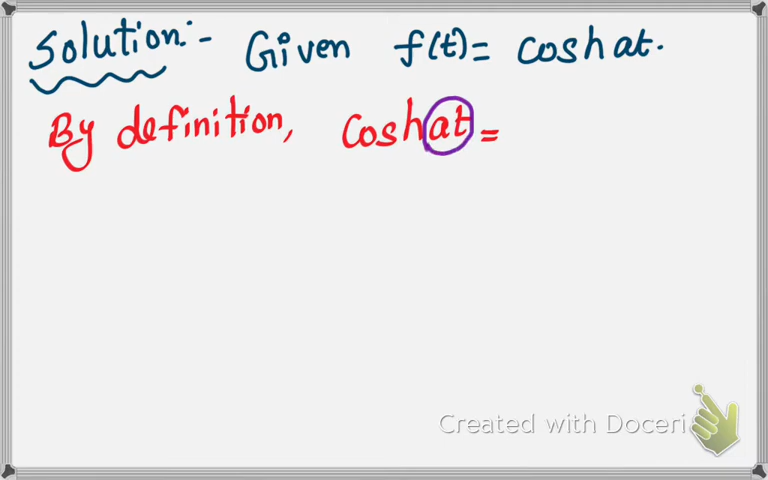 Solution:- Given f(t)= coshat.
By definition, coshat =
Created with Doceri